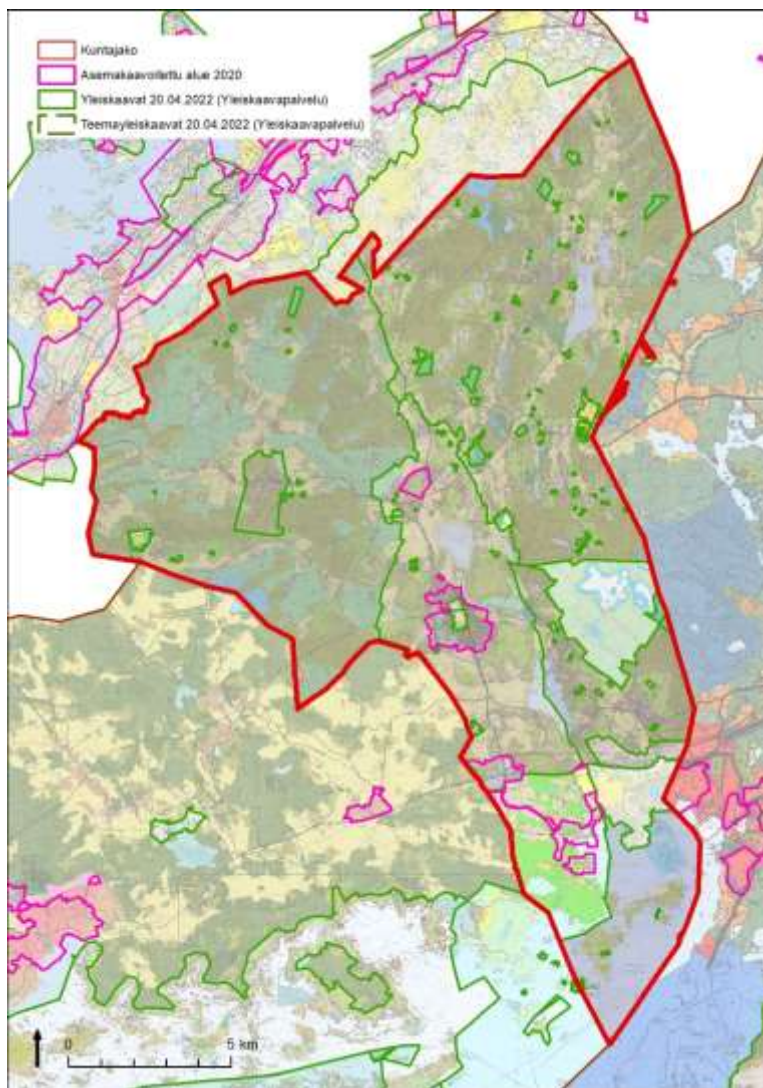 Kuntajako
Asemakaavoitettu alue 2020
Yleiskaavat 20.04.2022 (Yleiskaavapalvelu)
Teemayleiskaavat 20.04.2022 (Yleiskaavapalvelu)
0 5 km